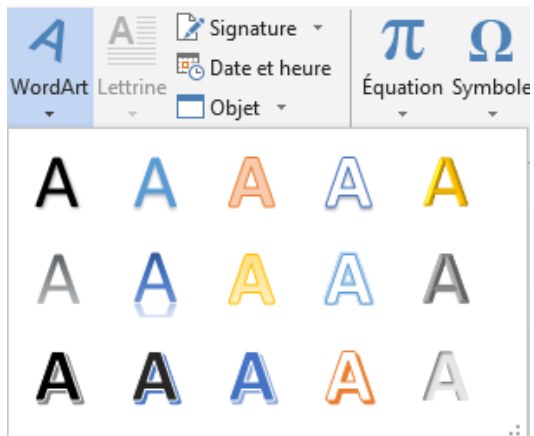 A
WordArt
A
Lettrine
Signature
Date et heure
Objet
π
Équation
Ω
Symbole
A A A A A
A A A A A
A A A A A